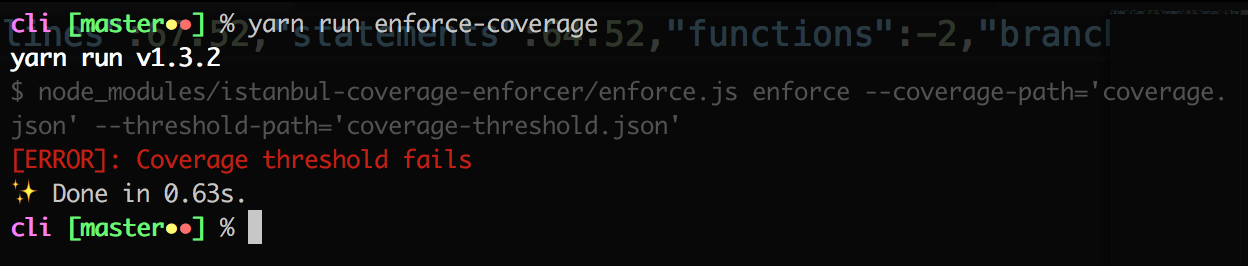 cli [master●●] % yarn run enforce-coverage
lines":67.52,"statements":64.52,"functions":-2,"branch
yarn run v1.3.2
$ node_modules/istanbul-coverage-enforcer/enforce.js enforce --coverage-path='coverage.
json' --threshold-path='coverage-threshold.json'
[ERROR]: Coverage threshold fails
✨ Done in 0.63s.
cli [master●●] %